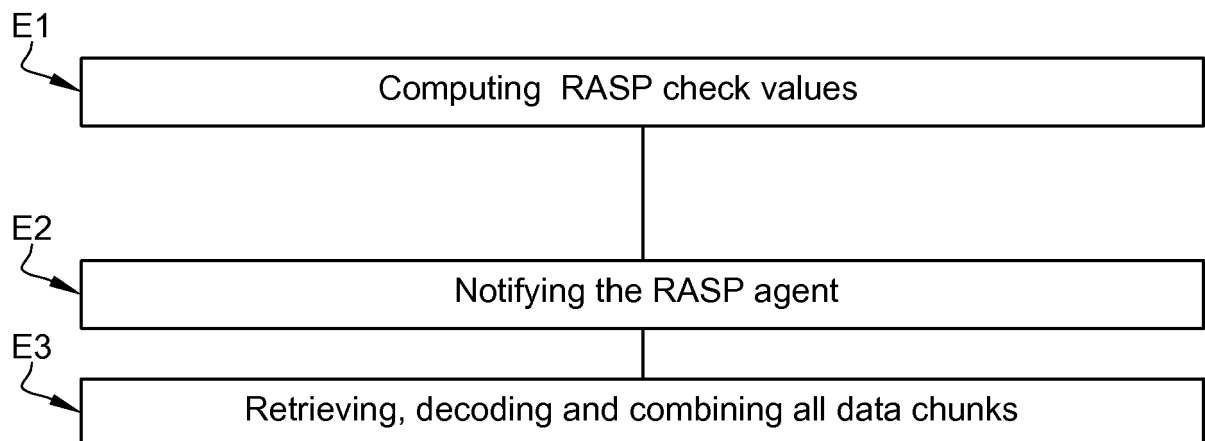 E1
Computing RASP check values
E2
Notifying the RASP agent
E3
Retrieving, decoding and combining all data chunks